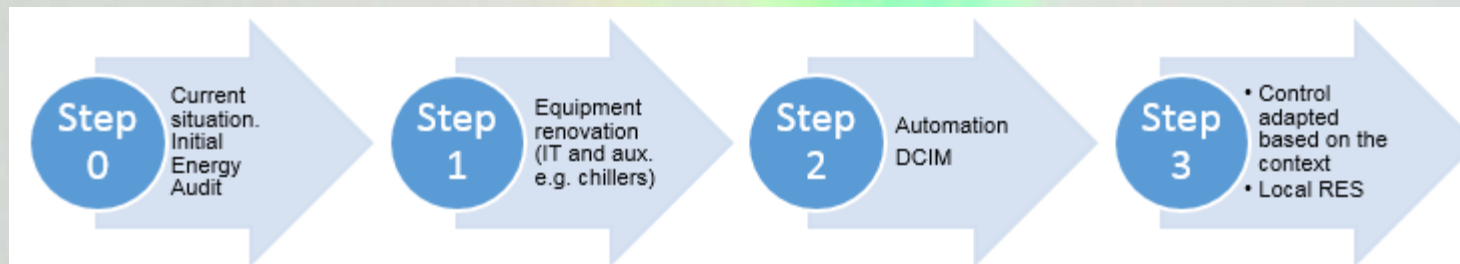 Step
0
Current
situation.
Initial
Energy
Audit
Step
1
Equipment
renovation
(IT and aux.
e.g. chillers)
Step
2
Automation
DCIM
Step
3
• Control
adapted
based on the
context
• Local RES